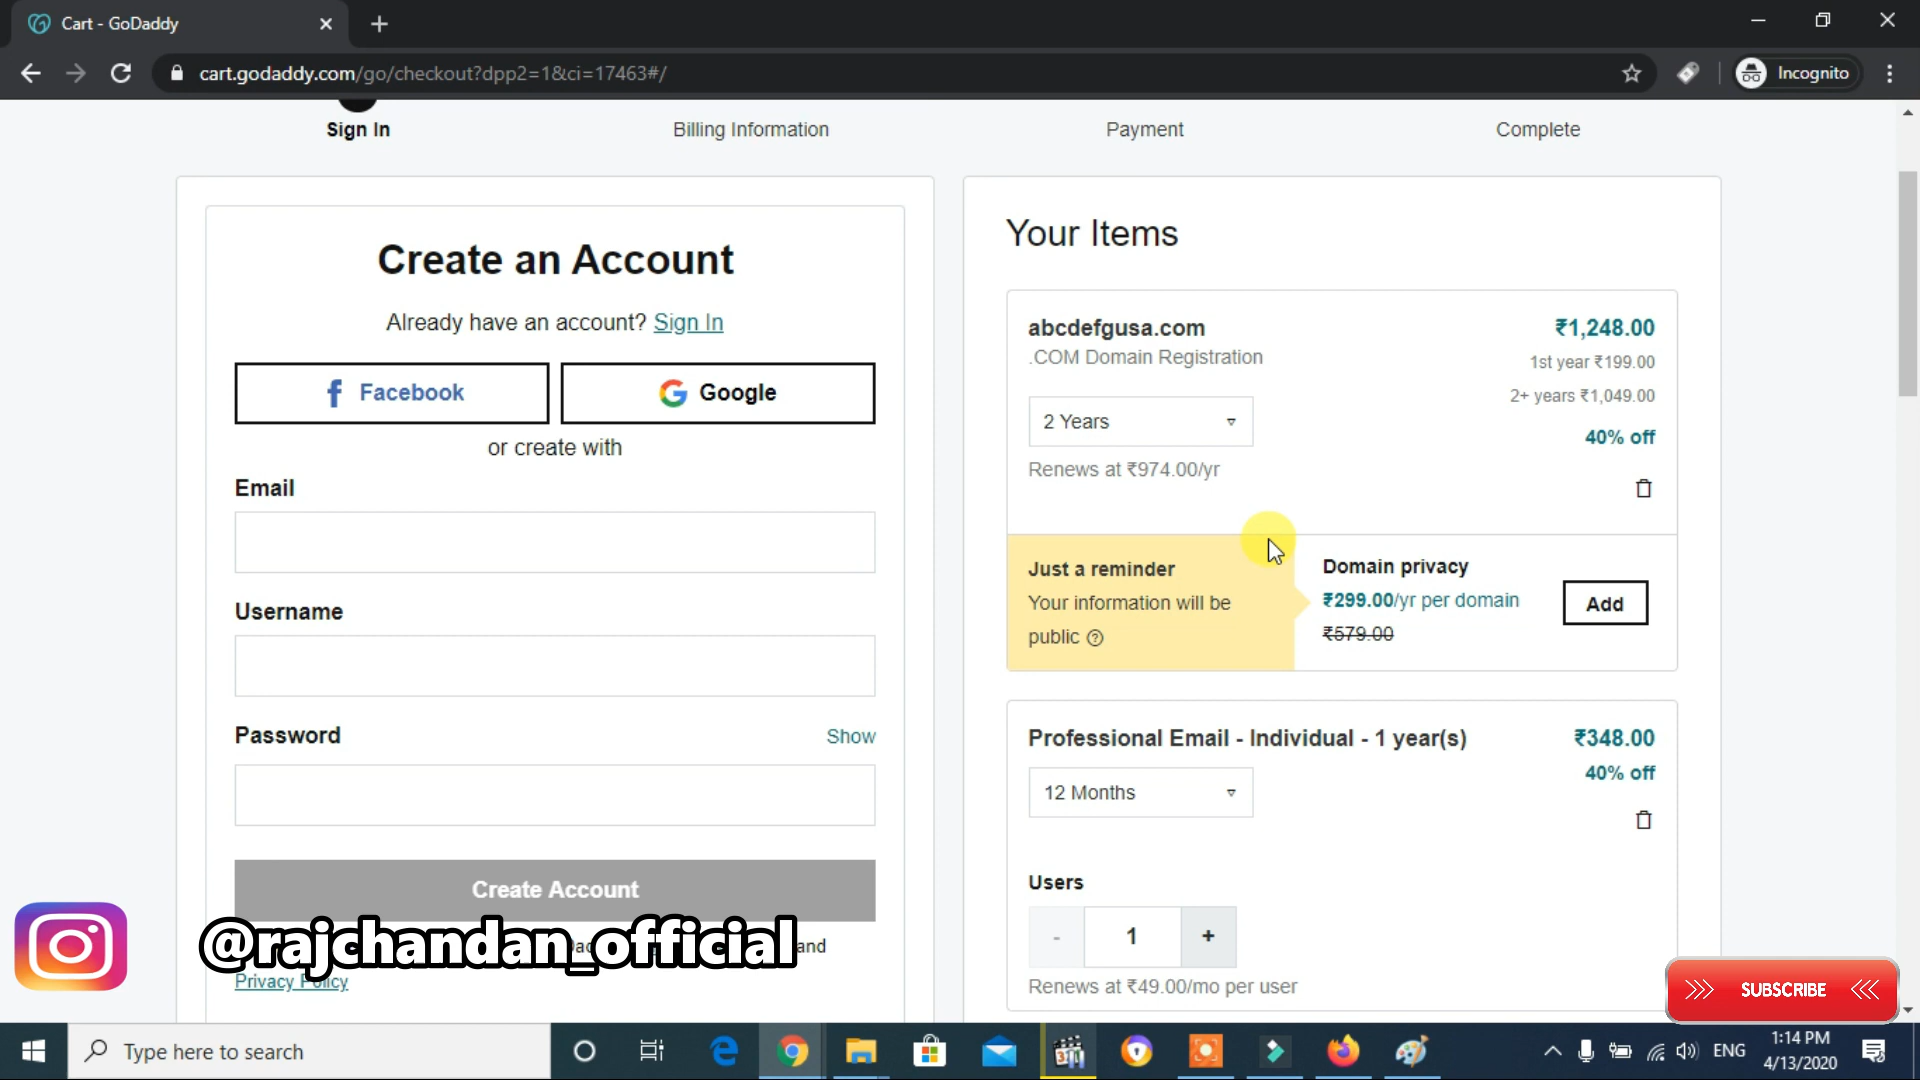 Cart - GoDaddy
cart.godaddy.com/go/checkout?dpp2=1&ci=17463#/
Incognito
Sign In
Billing Information
Payment
Complete
Create an Account
Already have an account? Sign In
Facebook
Google
or create with
Email
Username
Password
Show
Create Account
and
Privacy Policy
Your Items
abcdefgusa.com
₹1,248.00
.COM Domain Registration
1st year ₹199.00
2+ years ₹1,049.00
2 Years
40% off
Renews at ₹974.00/yr
Just a reminder
Your information will be
public
Domain privacy
₹299.00/yr per domain
₹579.00
Add
Professional Email - Individual - 1 year(s)
₹348.00
40% off
12 Months
Users
- 1 +
Renews at ₹49.00/mo per user
@rajchandan_official
SUBSCRIBE
Type here to search
ENG
1:14 PM
4/13/2020